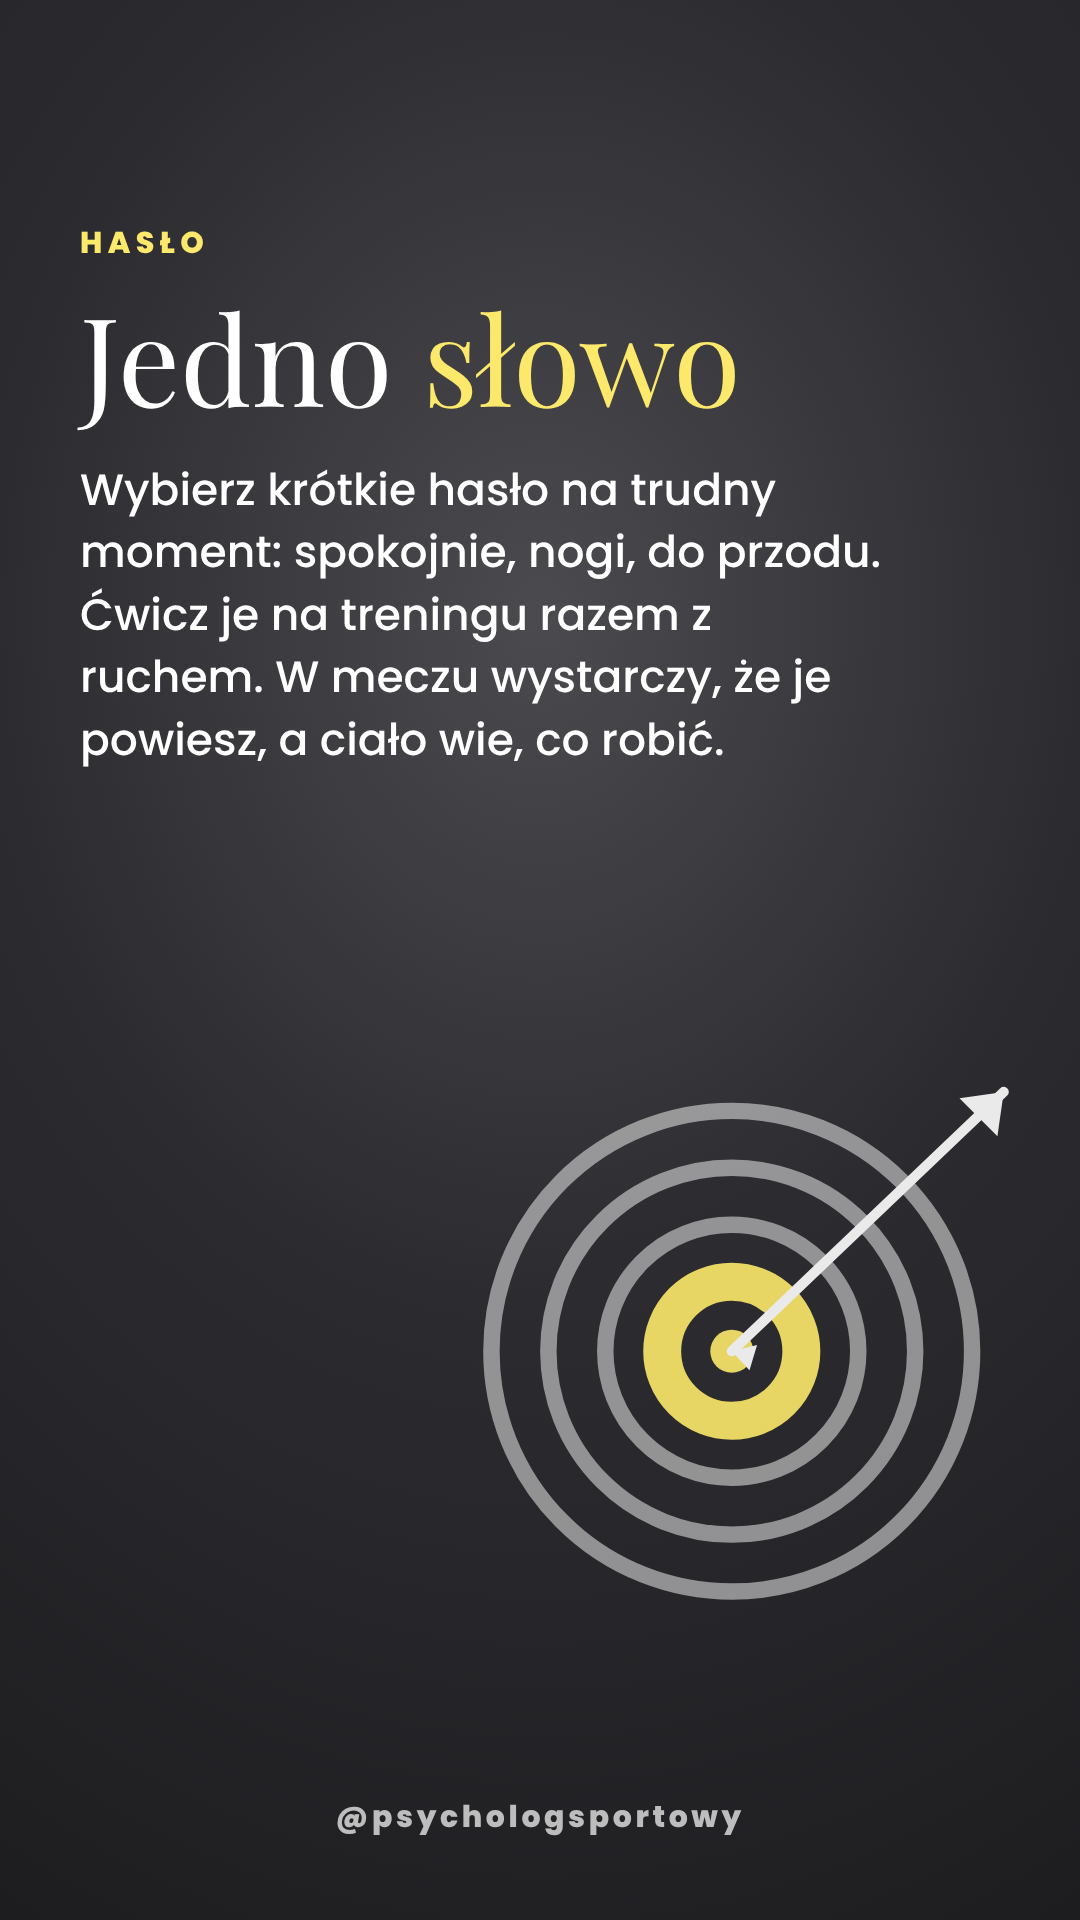 HASŁO
Jedno słowo
Wybierz krótkie hasło na trudny
moment: spokojnie, nogi, do przodu.
Ćwicz je na treningu razem z
ruchem. W meczu wystarczy, że je
powiesz, a ciało wie, co robić.
@psychologsportowy